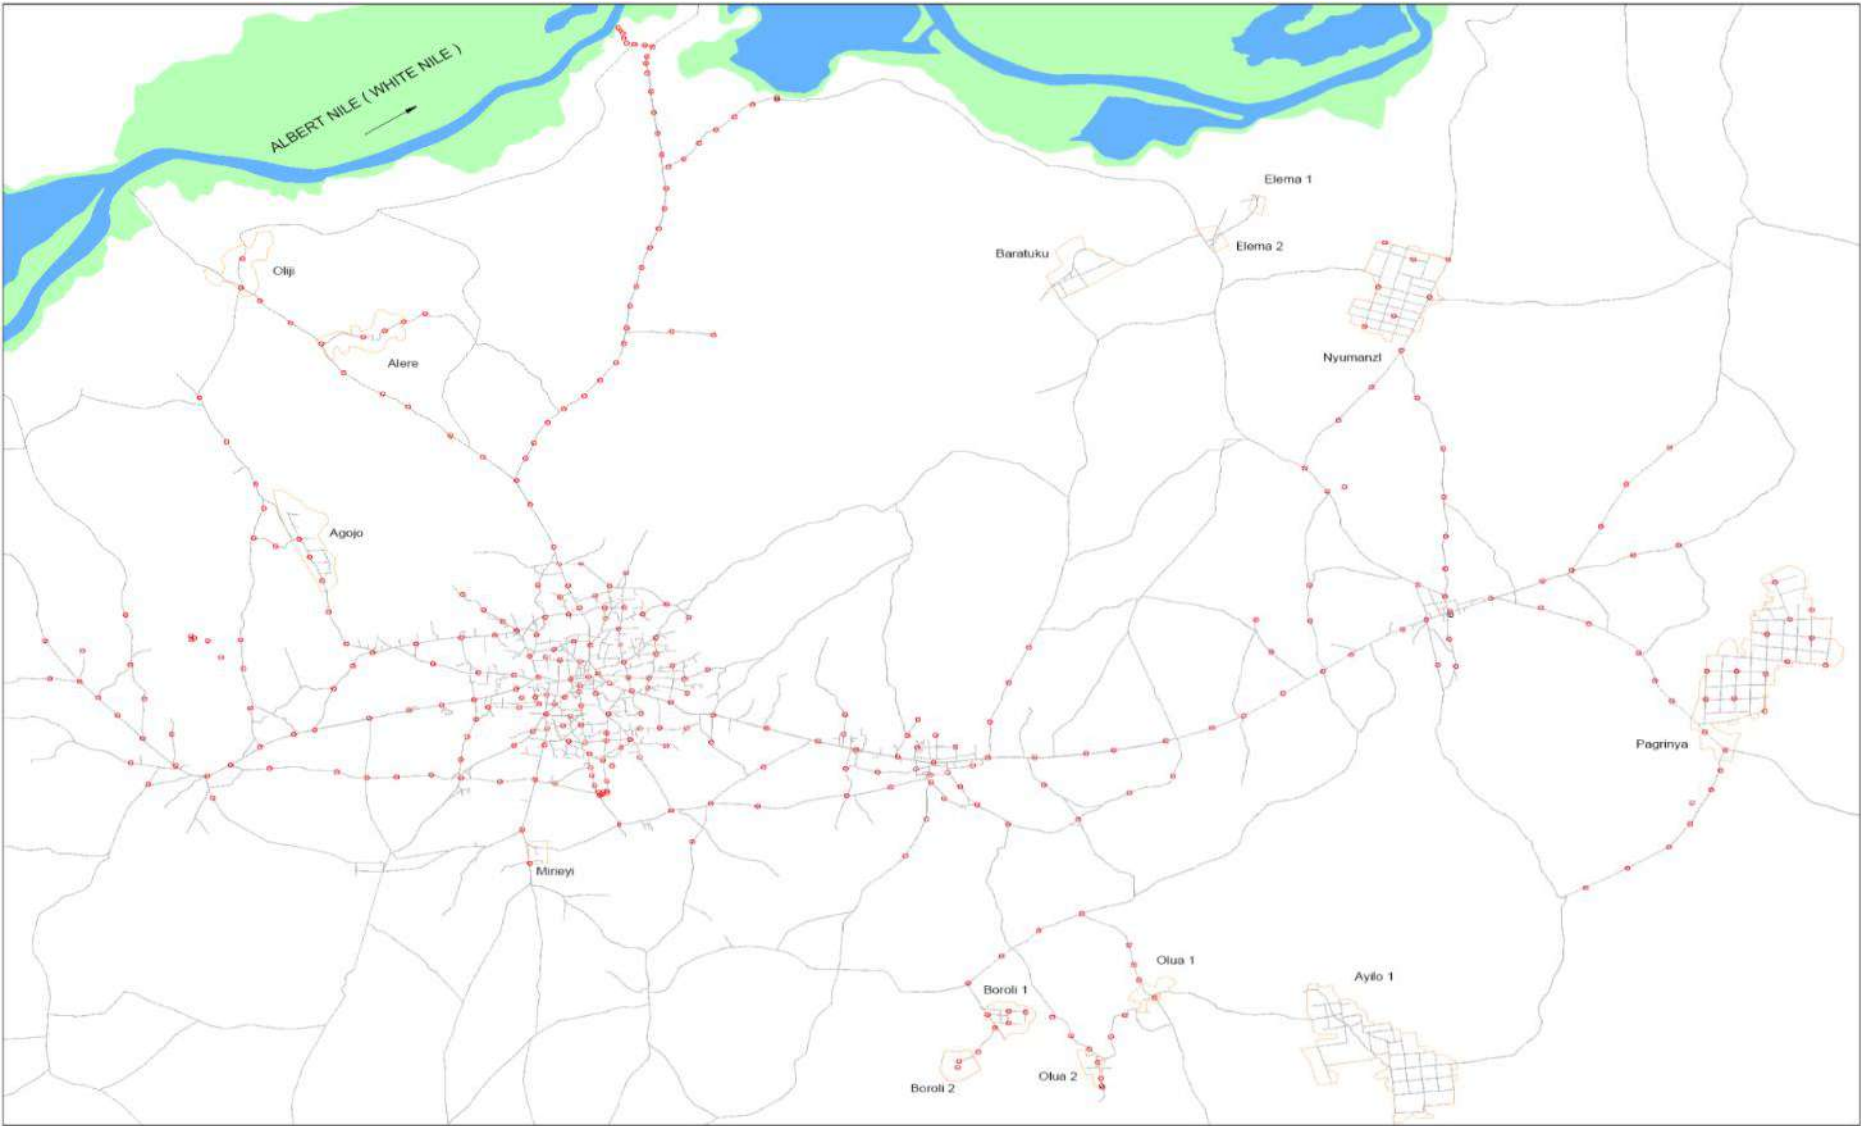 ALBERT NILE ( WHITE NILE )
Elema 1
Elema 2
Baratuku
Oliji
Nyumanzi
Alere
Agojo
Pagrinya
Mirieyi
Olua 1
Ayilo 1
Boroli 1
Olua 2
Boroli 2